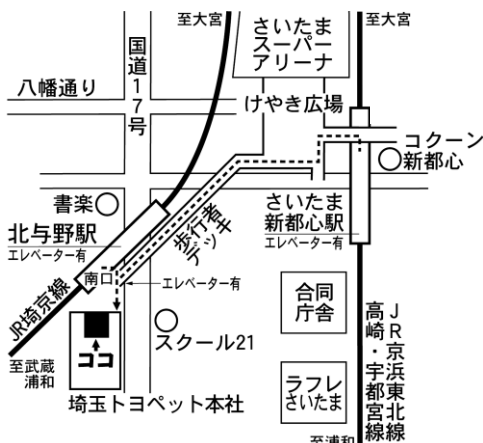 至大宮
至大宮
国道17号
さいたま
スーパー
アリーナ
八幡通り
けやき広場
コクーン
新都心
書楽
さいたま
新都心駅
エレベーター有
北与野駅
エレベーター有
歩行者
デッキ
南口
エレベーター有
JR埼京線
合同
庁舎
スクール21
ココ
至武蔵
浦和
JR京浜東北線
高崎・宇都宮線
ラフレ
さいたま
埼玉トヨペット本社
至浦和